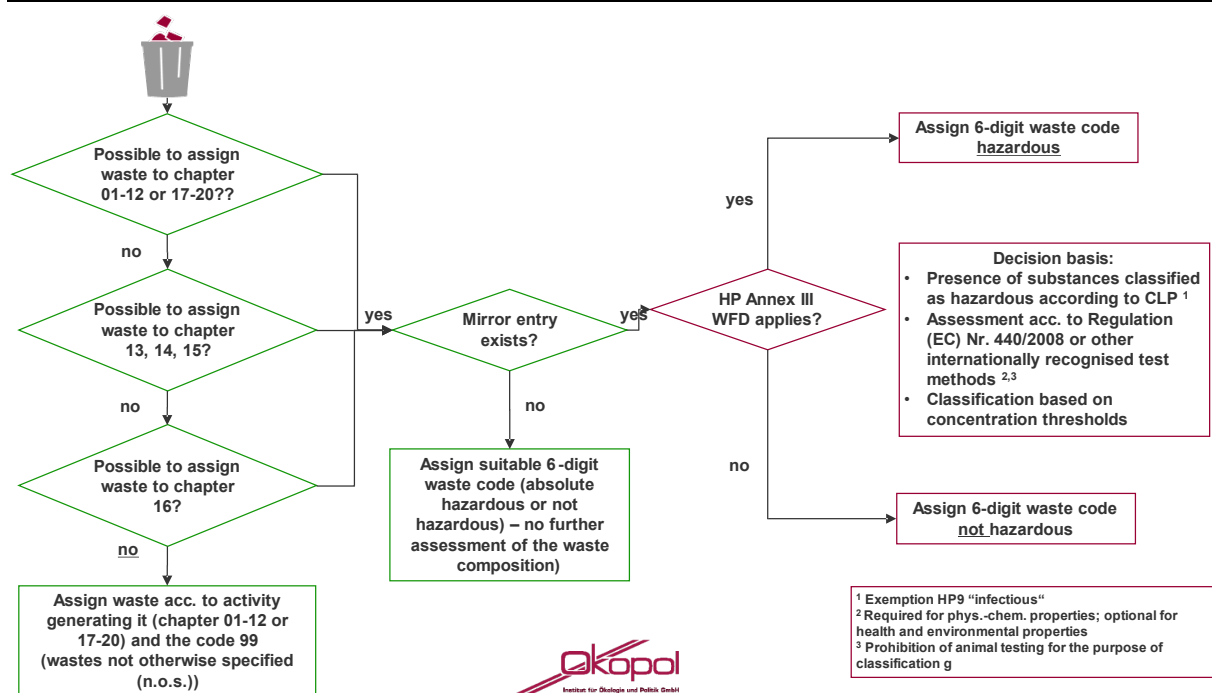 Possible to assign
waste to chapter
01-12 or 17-20??
no
Possible to assign
waste to chapter
13, 14, 15?
no
Possible to assign
waste to chapter
16?
no
Assign waste acc. to activity
generating it (chapter 01-12 or
17-20) and the code 99
(wastes not otherwise specified
(n.o.s.))
yes
Mirror entry
exists?
yes
no
Assign suitable 6-digit
waste code (absolute
hazardous or not
hazardous) – no further
assessment of the waste
composition)
HP Annex III
WFD applies?
yes
no
Assign 6-digit waste code
hazardous
Decision basis:
• Presence of substances classified
as hazardous according to CLP ¹
• Assessment acc. to Regulation
(EC) Nr. 440/2008 or other
internationally recognised test
methods ²,³
• Classification based on
concentration thresholds
Assign 6-digit waste code
not hazardous
¹ Exemption HP9 "infectious“
² Required for phys.-chem. properties; optional for
health and environmental properties
³ Prohibition of animal testing for the purpose of
classification g
Ökopol
Institut für Ökologie und Politik GmbH